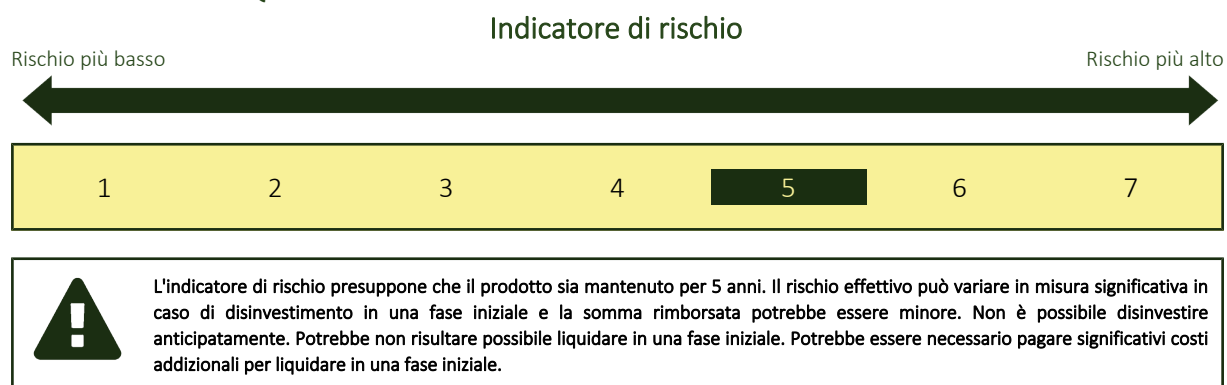 Indicatore di rischio
Rischio più basso
Rischio più alto
1 2 3 4 5 6 7
L'indicatore di rischio presuppone che il prodotto sia mantenuto per 5 anni. Il rischio effettivo può variare in misura significativa in
caso di disinvestimento in una fase iniziale e la somma rimborsata potrebbe essere minore. Non è possibile disinvestire
anticipatamente. Potrebbe non risultare possibile liquidare in una fase iniziale. Potrebbe essere necessario pagare significativi costi
addizionali per liquidare in una fase iniziale.